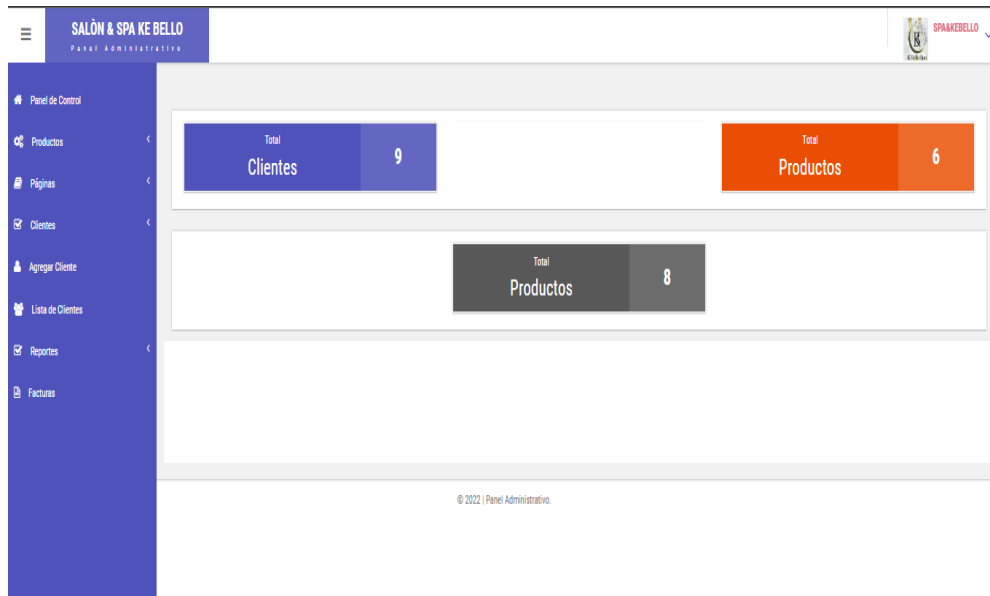 SALÒN & SPA KE BELLO
Panel Administrativo
SPA&KEBELLO
Panel de Control
Productos
Páginas
Clientes
Agregar Cliente
Lista de Clientes
Reportes
Facturas
Total
Clientes
9
Total
Productos
6
Total
Productos
8
© 2022 | Panel Administrativo.